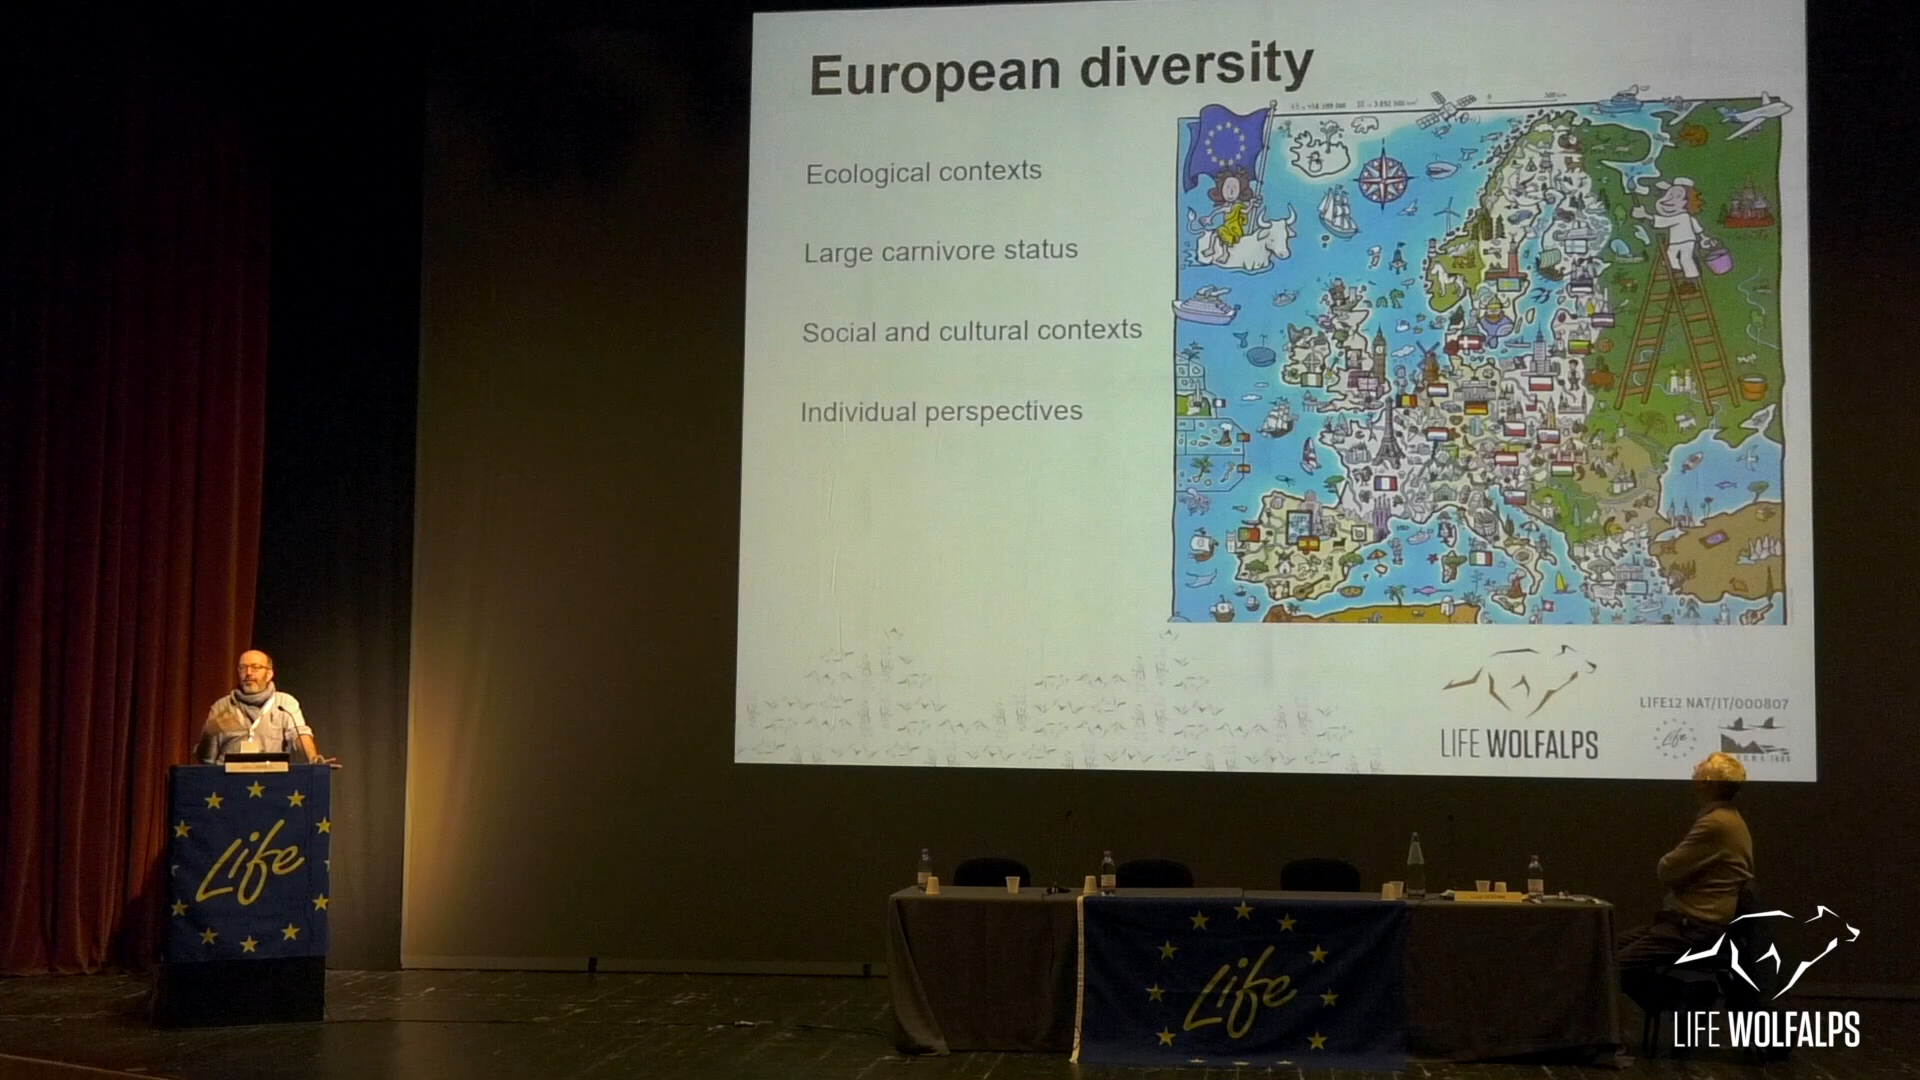 European diversity
Ecological contexts
Large carnivore status
Social and cultural contexts
Individual perspectives
LIFE WOLFALPS
LIFE12 NAT/IT/000807
Life
Life
Life
LIFE WOLFALPS